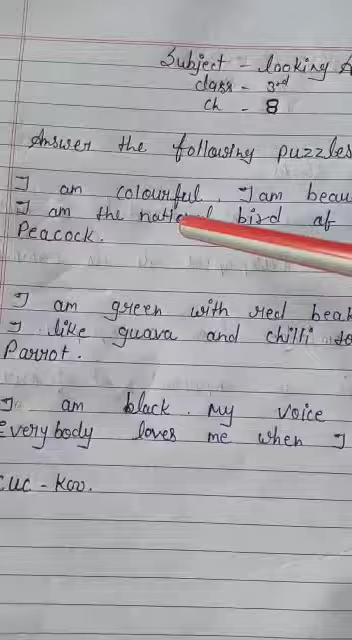 Subject - looking A
class - 3rd
ch - 8
Answer the following puzzles
I am colourful. I am beau
I am the national bird of
Peacock.
I am green with red beak
I like guava and chilli to
Parrot.
I am black. My voice
Everybody loves me when I
cuc - koo.